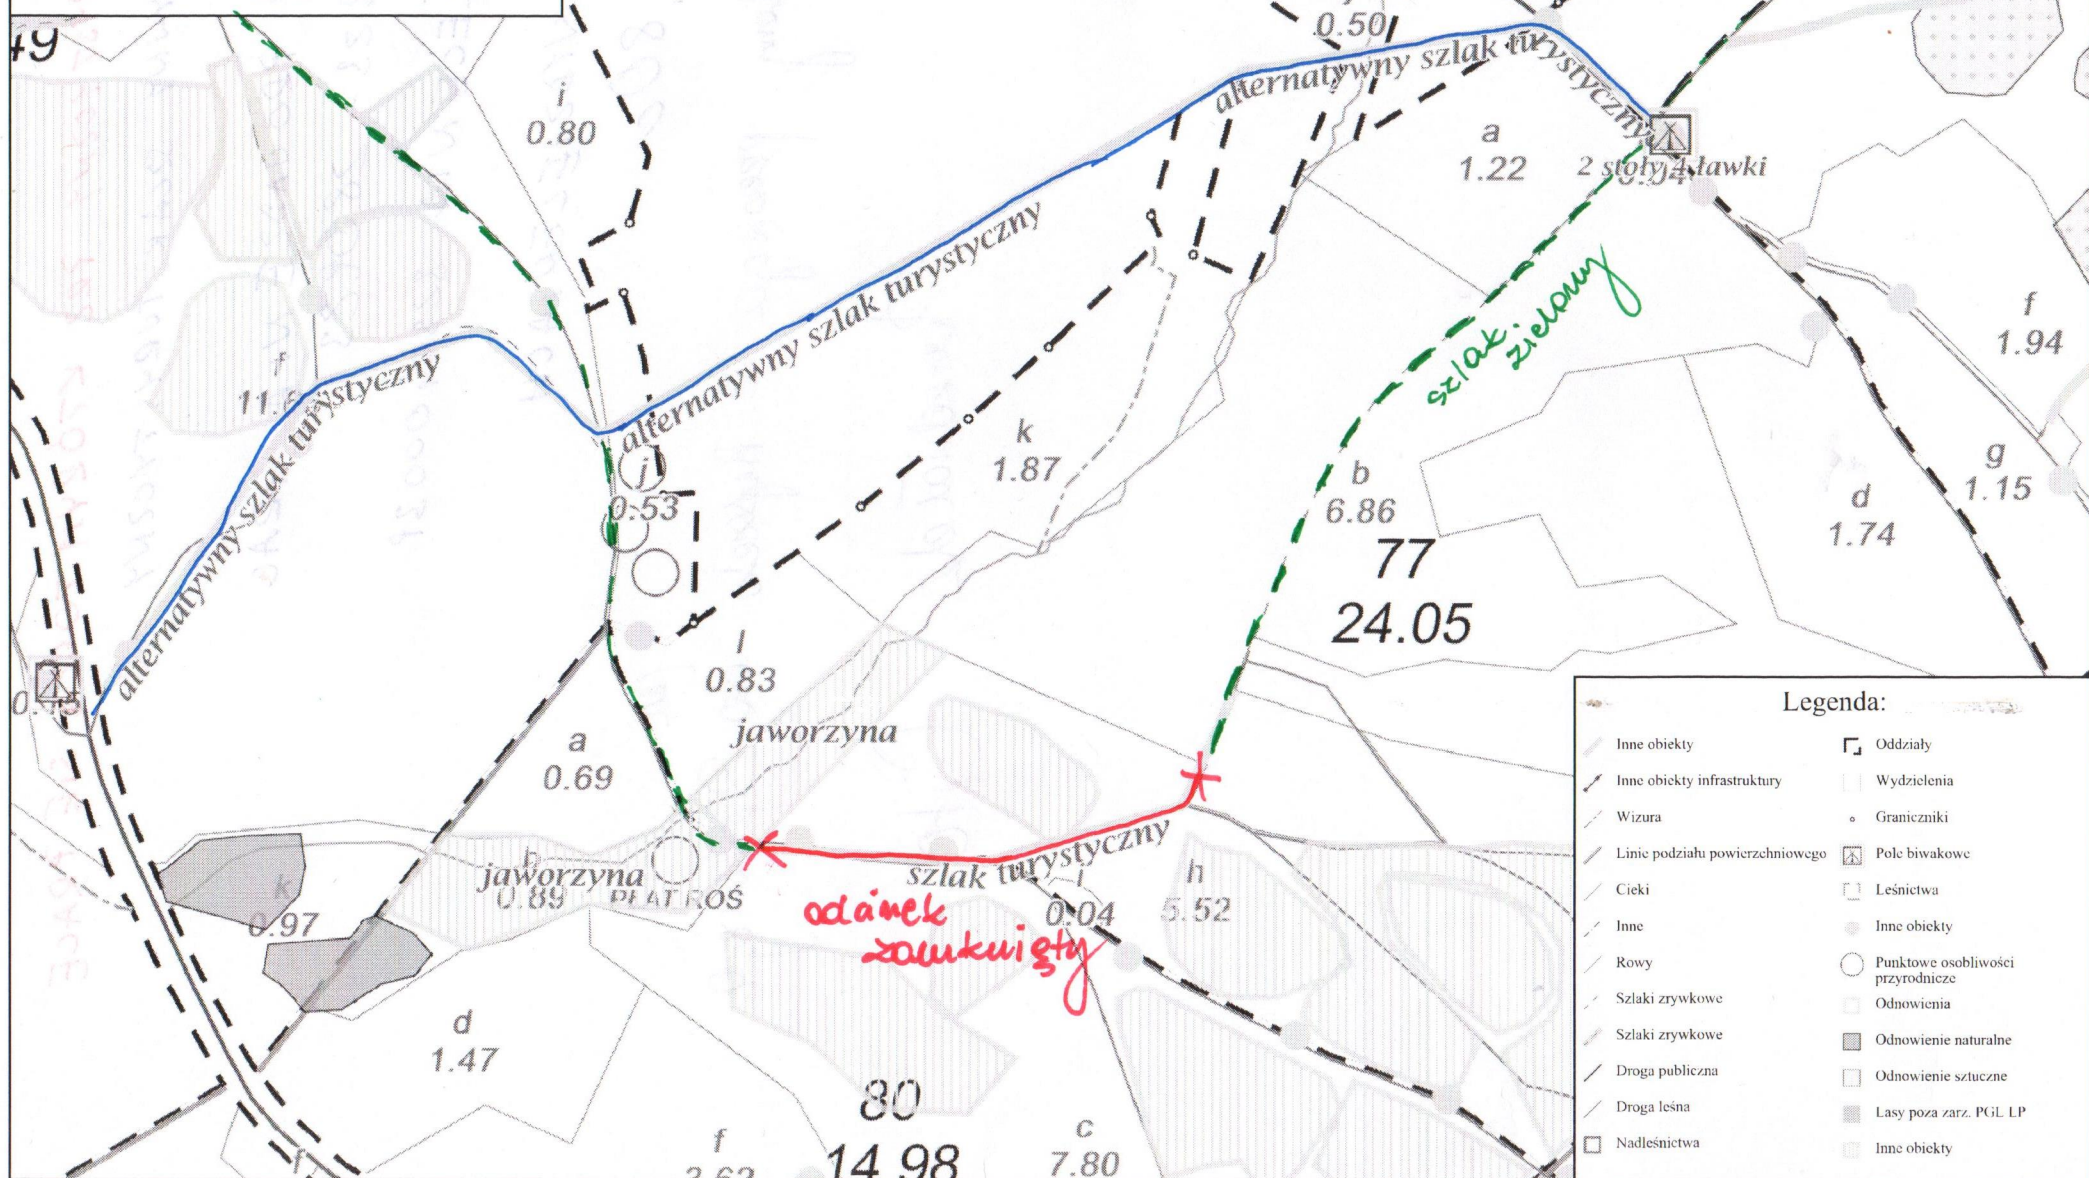 49
0.50
i
0.80
alternatywny szlak turystyczny
a
1.22
2 stoły 4 ławki
szlak
zielony
f
1.94
alternatywny szlak turystyczny
f
alternatywny szlak turystyczny
k
1.87
j
0.53
b
6.86
g
1.15
d
1.74
77
24.05
l
0.83
jaworzyna
a
0.69
szlak turystyczny
jaworzyna
b
0.89
PŁAT ROŚ
k
0.97
odcinek
zamknięty
0.04
h
5.52
d
1.47
80
14.98
f
c
7.80
Legenda:
Inne obiekty
Inne obiekty infrastruktury
Wizura
Linie podziału powierzchniowego
Cieki
Inne
Rowy
Szlaki zrywkowe
Szlaki zrywkowe
Droga publiczna
Droga leśna
Nadleśnictwa
Oddziały
Wydzielenia
Graniczniki
Pole biwakowe
Leśnictwa
Inne obiekty
Punktowe osobliwości
przyrodnicze
Odnowienia
Odnowienie naturalne
Odnowienie sztuczne
Lasy poza zarz. PGL LP
Inne obiekty